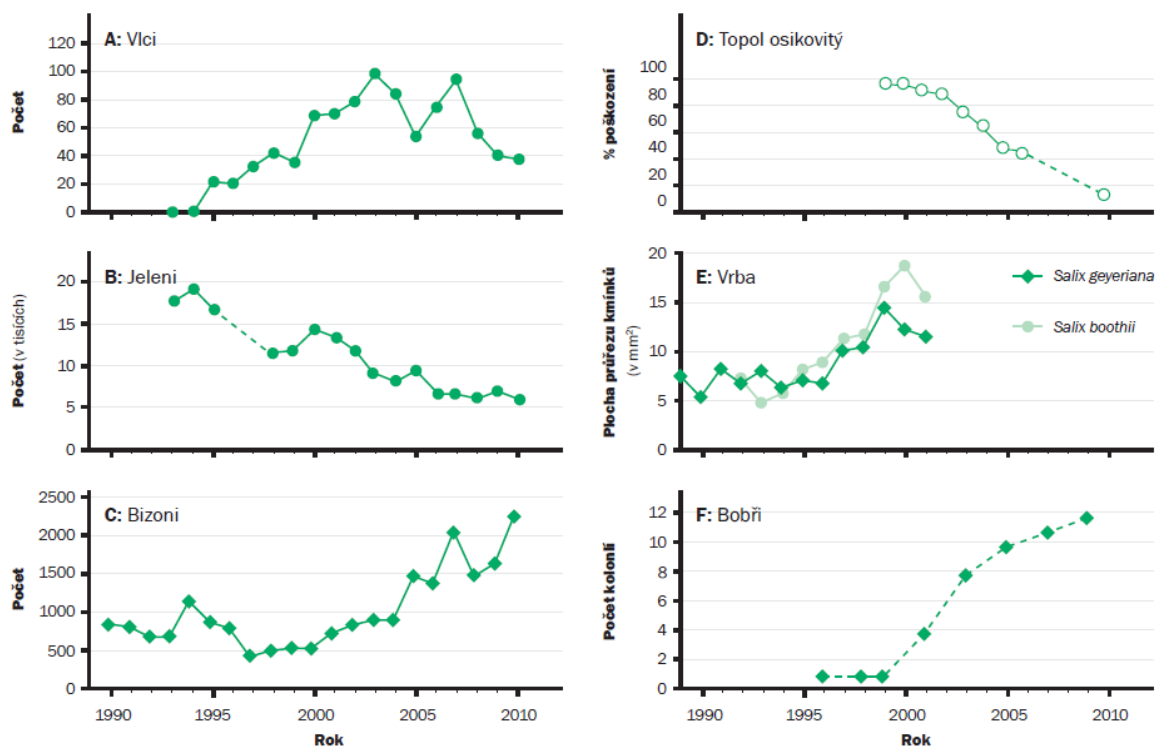 A: Vlci
Počet
120
100
80
60
40
20
0
B: Jeleni
Počet (v tisících)
20
15
10
5
0
C: Bizoni
Počet
2500
2000
1500
1000
500
0
1990
1995
2000
2005
2010
Rok
D: Topol osikovitý
% poškození
100
80
60
40
20
0
E: Vrba
Plocha průřezu kmínků
(v mm²)
20
15
10
5
0
Salix geyeriana
Salix boothii
F: Bobři
Počet kolonií
12
10
8
6
4
2
0
1990
1995
2000
2005
2010
Rok